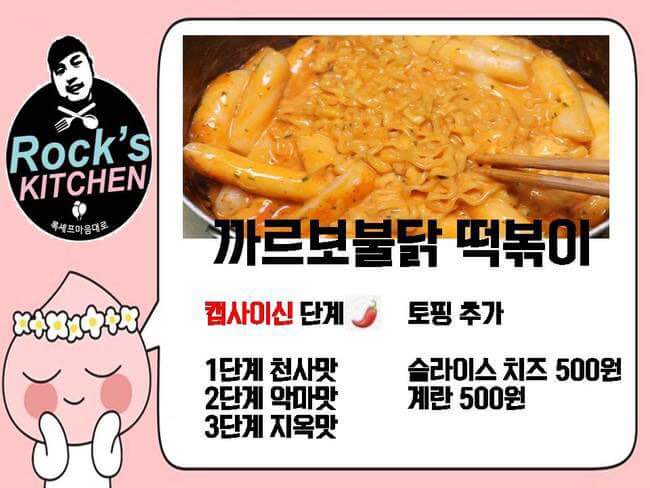 Rock's
KITCHEN
록셰프마음대로
까르보불닭 떡볶이
캡사이신 단계
1단계 천사맛
2단계 악마맛
3단계 지옥맛
토핑 추가
슬라이스 치즈 500원
계란 500원